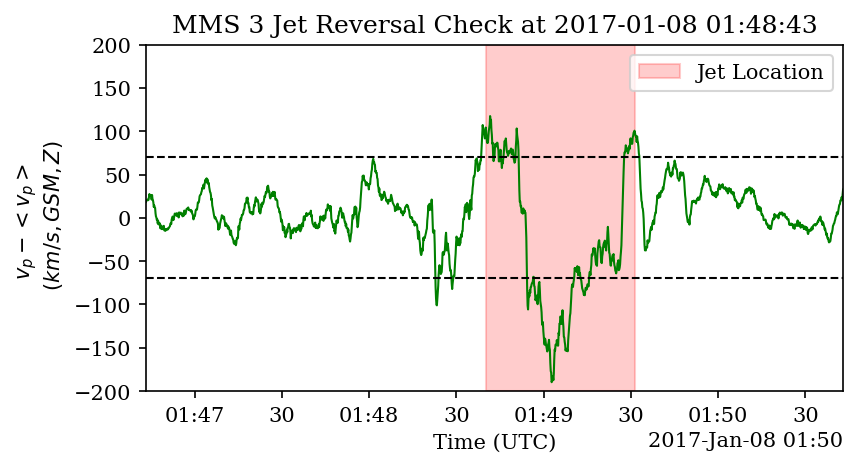 MMS 3 Jet Reversal Check at 2017-01-08 01:48:43
200
150
100
50
0
−50
−100
−150
−200
v_p − <v_p>
(km/s, GSM, Z)
Jet Location
01:47 30 01:48 30 01:49 30 01:50 30
Time (UTC)
2017-Jan-08 01:50